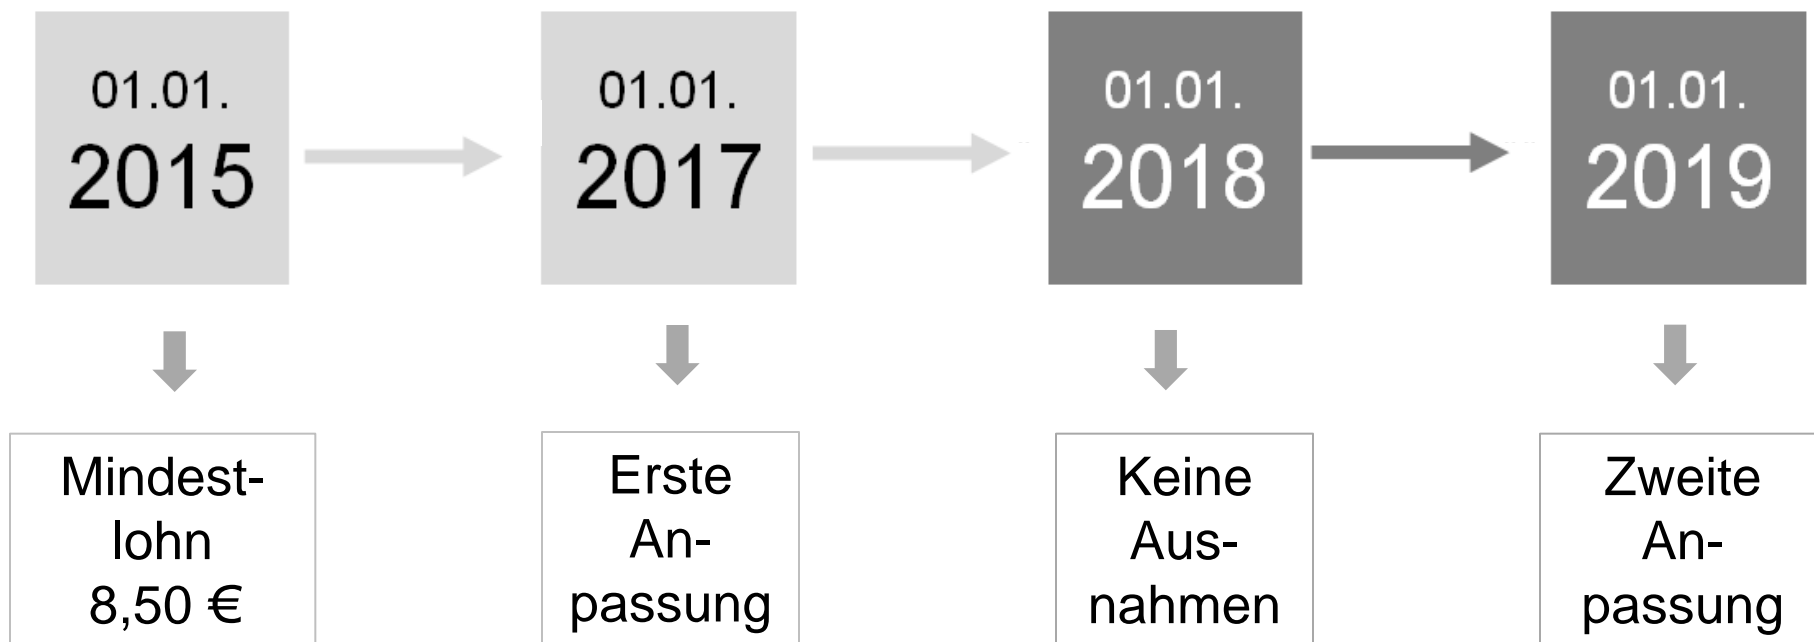 01.01.
2015
01.01.
2017
01.01.
2018
01.01.
2019
Mindest-
lohn
8,50 €
Erste
An-
passung
Keine
Aus-
nahmen
Zweite
An-
passung